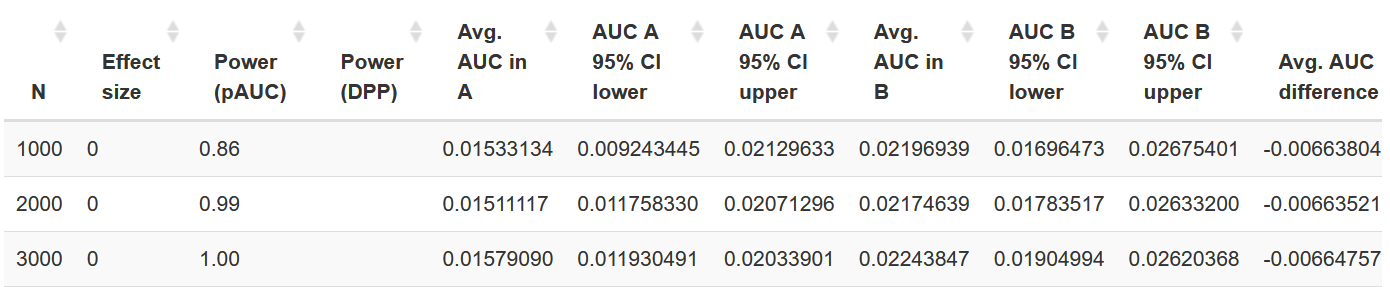 N Effect size Power (pAUC) Power (DPP) Avg. AUC in A AUC A 95% CI lower AUC A 95% CI upper Avg. AUC in B AUC B 95% CI lower AUC B 95% CI upper Avg. AUC difference
1000 0 0.86 0.01533134 0.009243445 0.02129633 0.02196939 0.01696473 0.02675401 -0.00663804
2000 0 0.99 0.01511117 0.011758330 0.02071296 0.02174639 0.01783517 0.02633200 -0.00663521
3000 0 1.00 0.01579090 0.011930491 0.02033901 0.02243847 0.01904994 0.02620368 -0.00664757